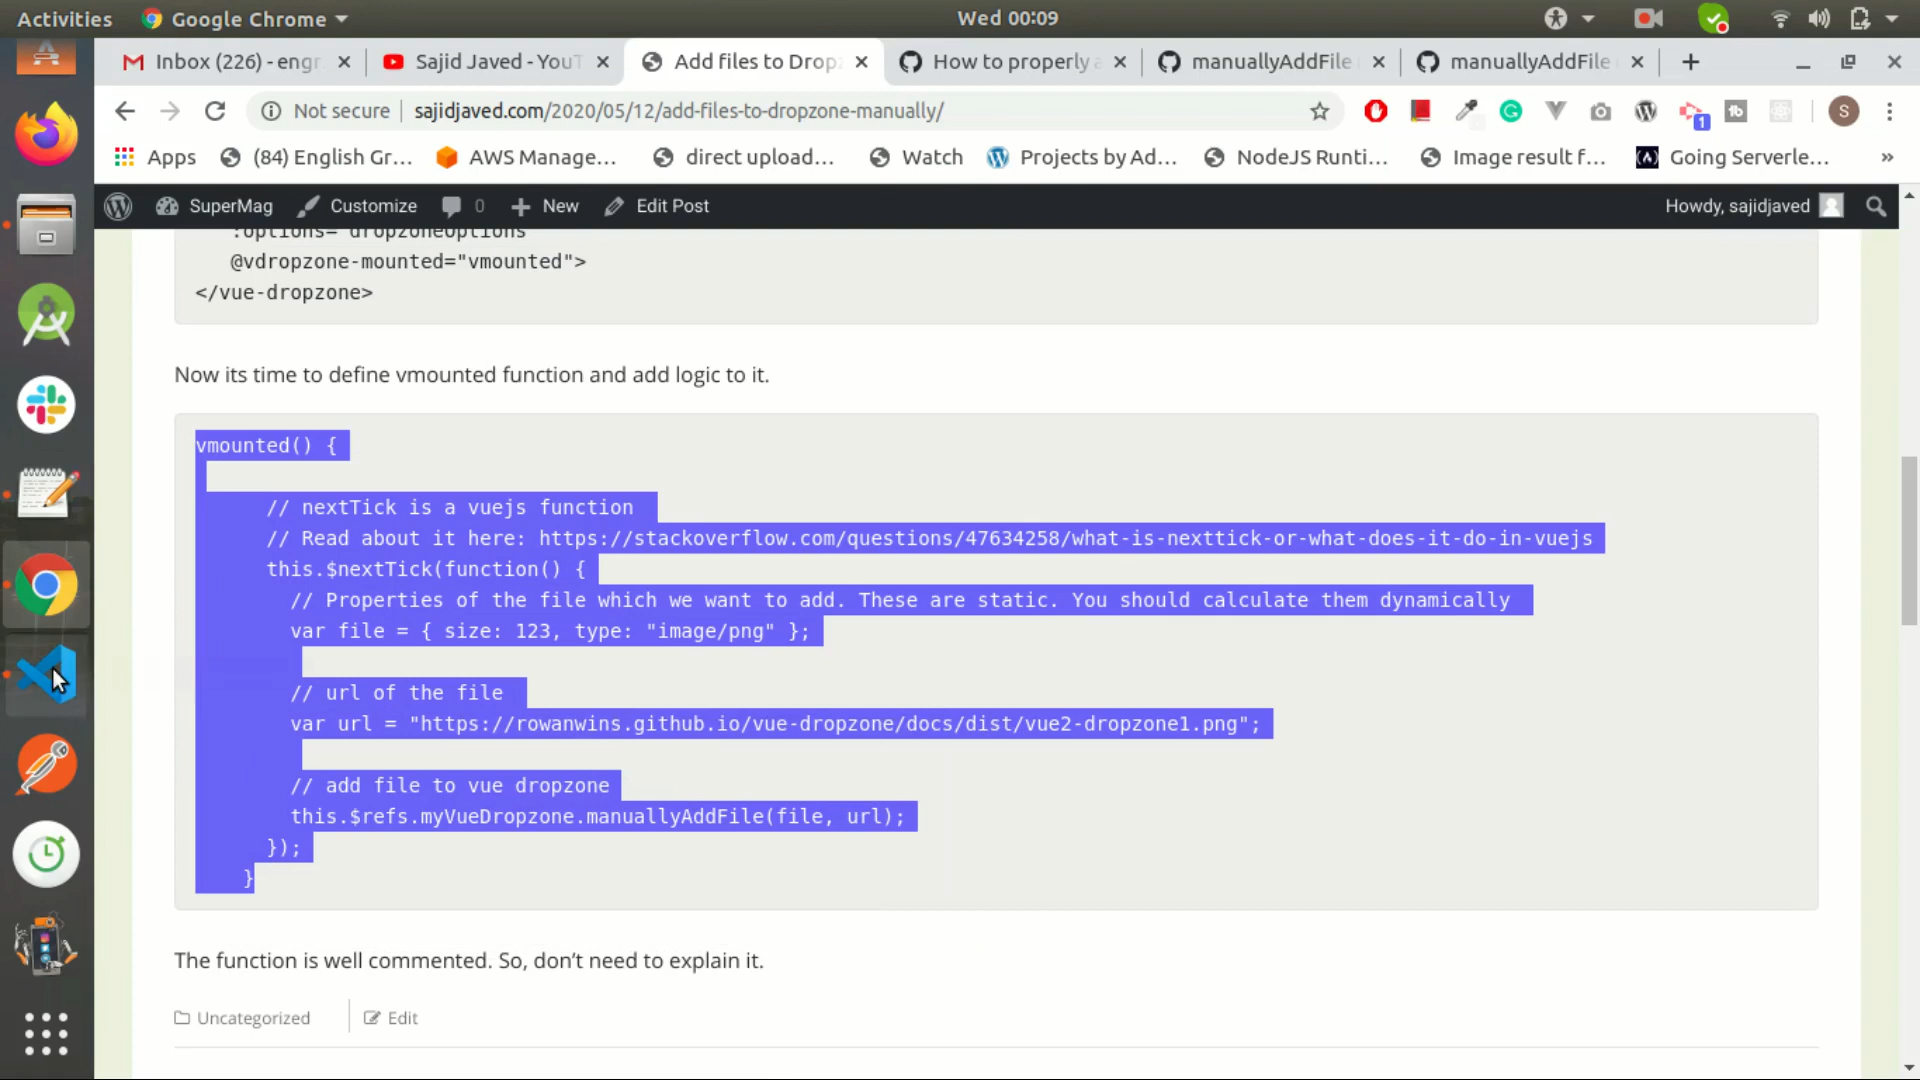 Activities
Google Chrome
Wed 00:09
Inbox (226) - engr
Sajid Javed - YouT
Add files to Drop
How to properly a
manuallyAddFile
manuallyAddFile
Not secure
sajidjaved.com/2020/05/12/add-files-to-dropzone-manually/
S
1
Apps
(84) English Gr...
AWS Manage...
direct upload...
Watch
Projects by Ad...
NodeJS Runti...
Image result f...
Going Serverle...
»
SuperMag
Customize
0
New
Edit Post
Howdy, sajidjaved
:options="dropzoneOptions"
@vdropzone-mounted="vmounted">
</vue-dropzone>
Now its time to define vmounted function and add logic to it.
vmounted() {
// nextTick is a vuejs function
// Read about it here: https://stackoverflow.com/questions/47634258/what-is-nexttick-or-what-does-it-do-in-vuejs
this.$nextTick(function() {
// Properties of the file which we want to add. These are static. You should calculate them dynamically
var file = { size: 123, type: "image/png" };
// url of the file
var url = "https://rowanwins.github.io/vue-dropzone/docs/dist/vue2-dropzone1.png";
// add file to vue dropzone
this.$refs.myVueDropzone.manuallyAddFile(file, url);
});
}
The function is well commented. So, don’t need to explain it.
Uncategorized
Edit